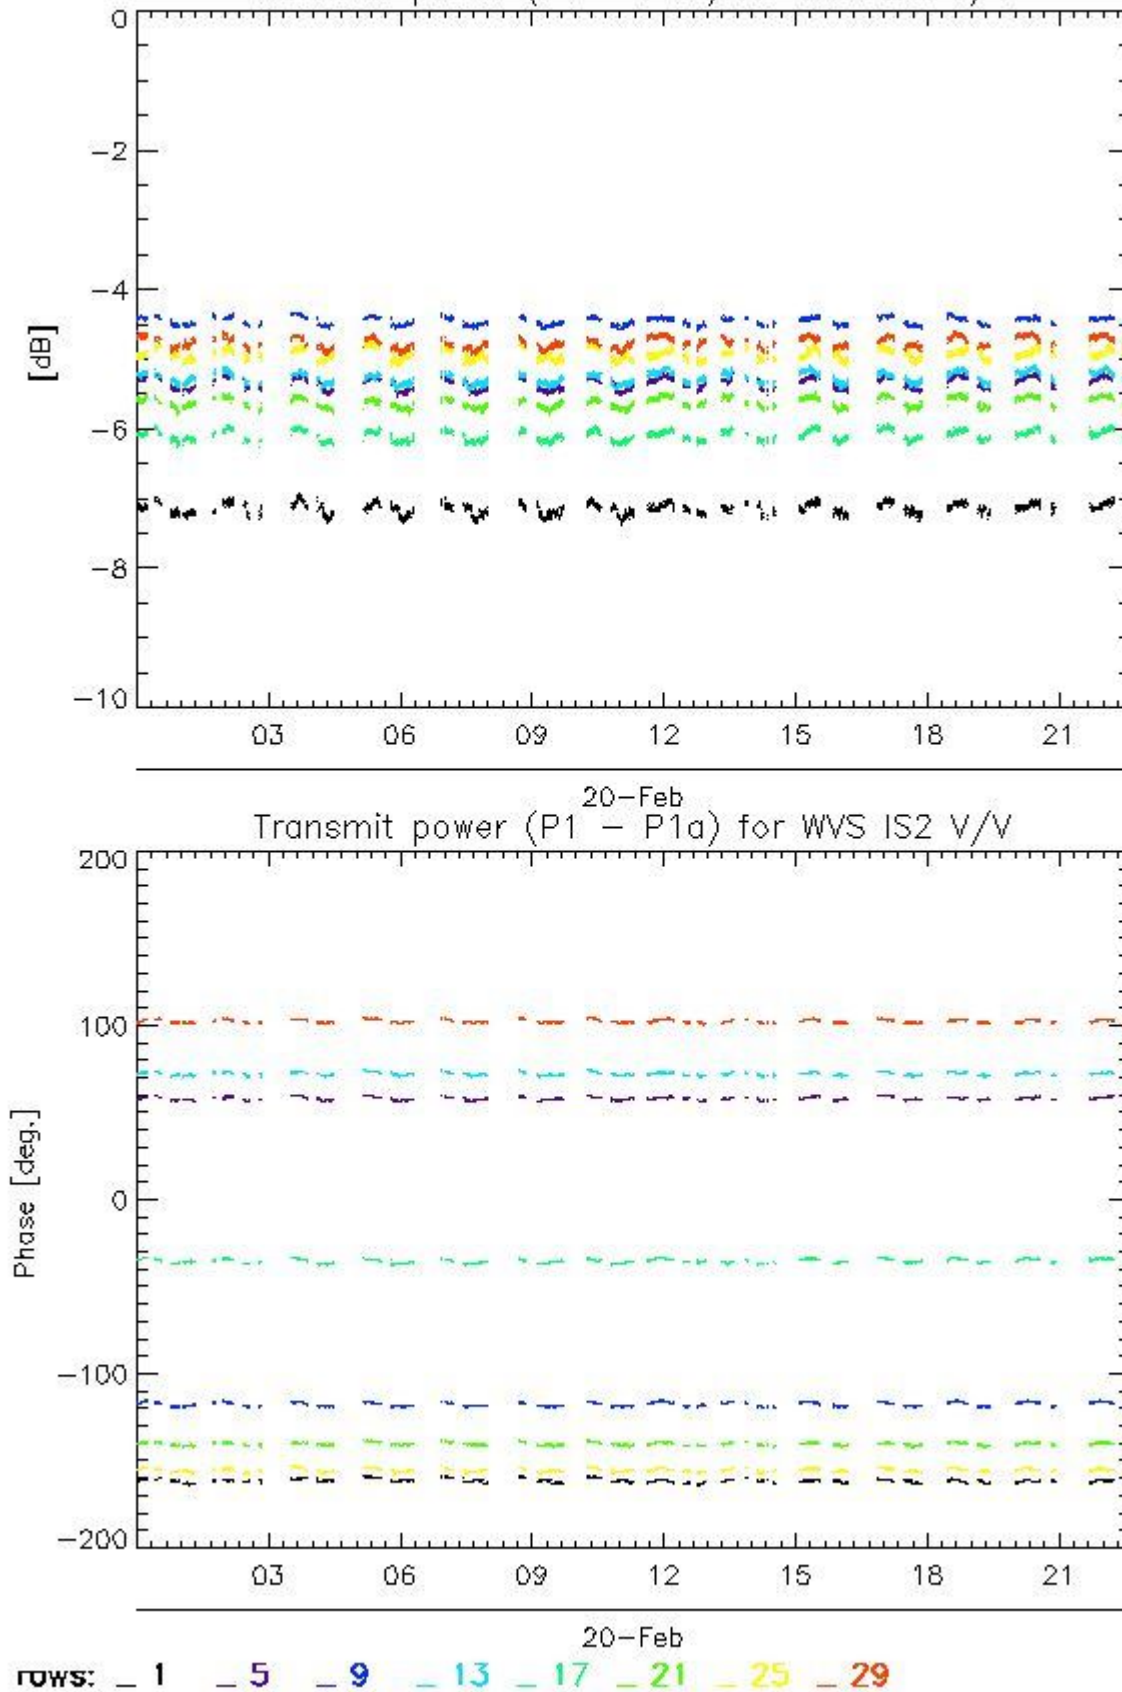 0
-2
-4
[dB]
-6
-8
-10
03 06 09 12 15 18 21
20-Feb
Transmit power (P1 - P1a) for WVS IS2 V/V
200
100
Phase [deg.]
0
-100
-200
03 06 09 12 15 18 21
20-Feb
rows: _ 1 _ 5 _ 9 _ 13 _ 17 _ 21 _ 25 _ 29